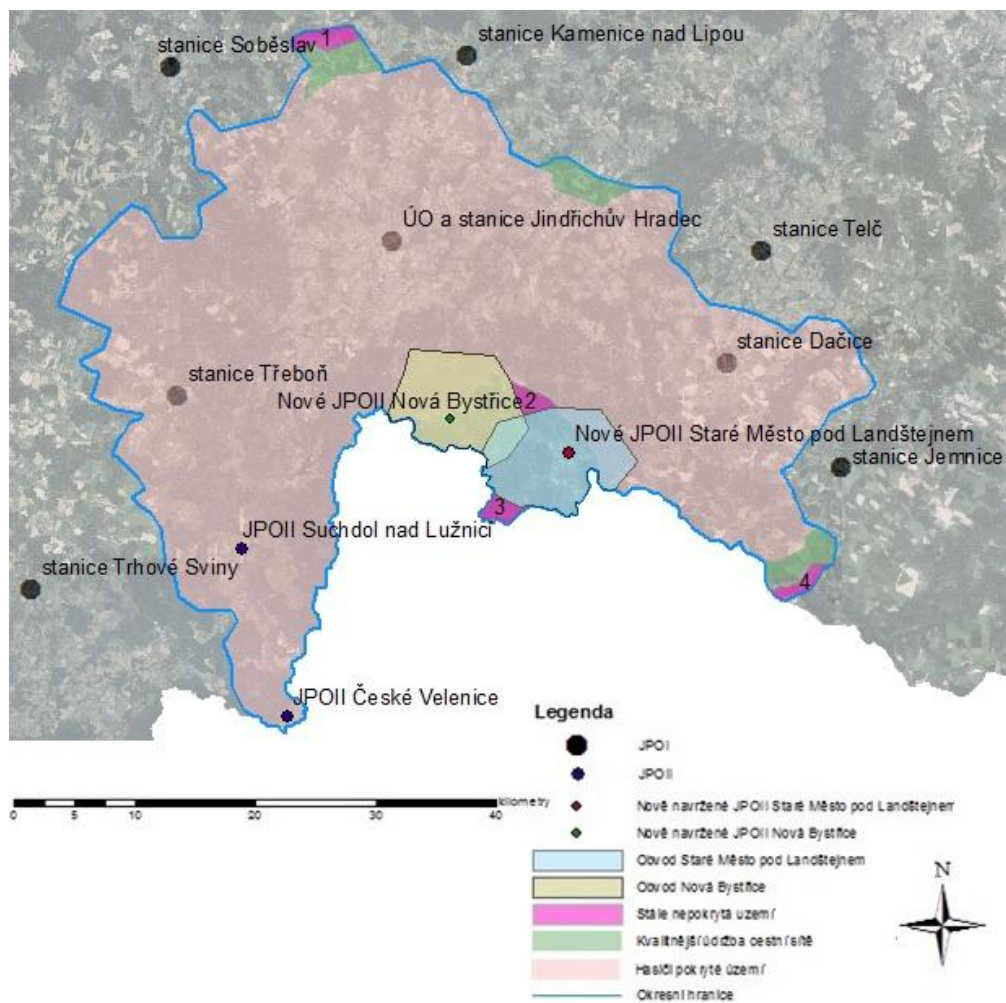 1
stanice Soběslav
stanice Kamenice nad Lipou
ÚO a stanice Jindřichův Hradec
stanice Telč
stanice Dačice
stanice Třeboň
Nové JPOII Nová Bystřice
2
Nové JPOII Staré Město pod Landštejnem
stanice Jemnice
3
JPOII Suchdol nad Lužnicí
stanice Trhové Sviny
4
JPOII České Velenice
Legenda
JPOI
JPOII
Nově navržené JPOII Staré Město pod Landštejnem
Nově navržené JPOII Nová Bystřice
Obvod Staré Město pod Landštejnem
Obvod Nová Bystřice
Stále nepokrytá uzemí
Kvalitnější údržba cestní sítě
Hasiči pokryté území
Okresní hranice
kilometry
0 5 10 20 30 40
N